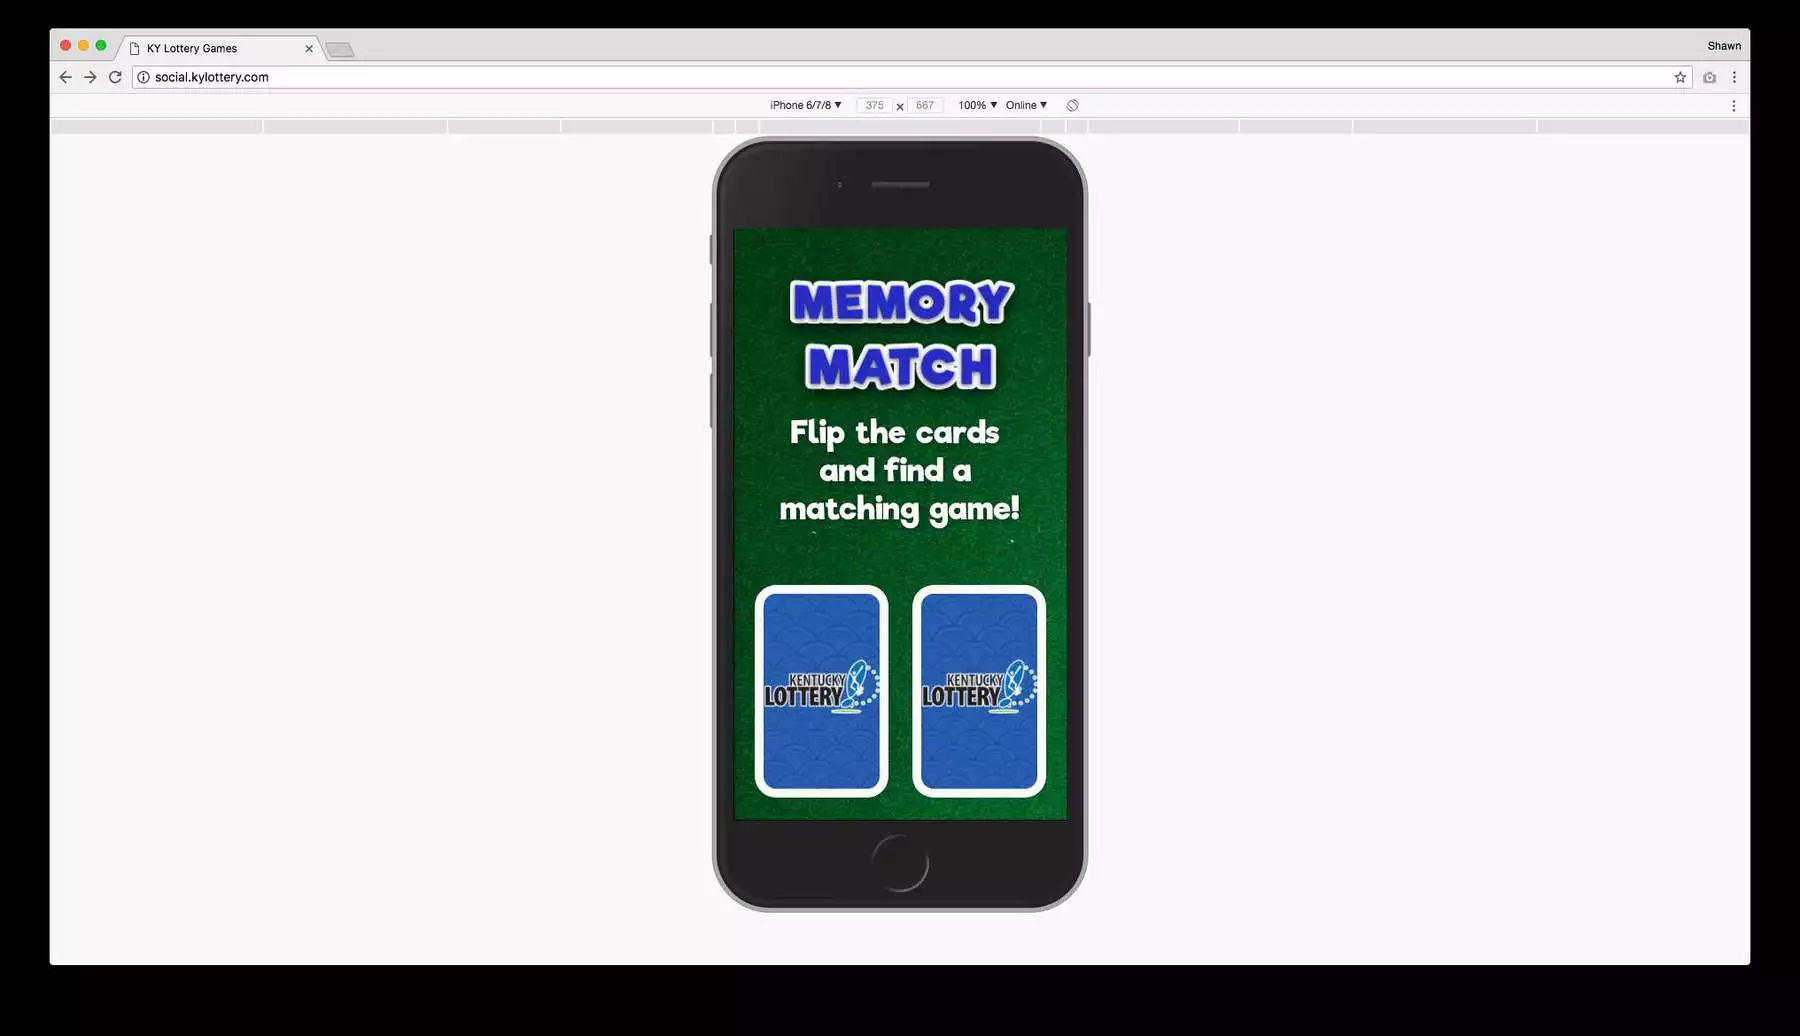 KY Lottery Games
Shawn
social.kylottery.com
iPhone 6/7/8 375 x 667 100% Online
MEMORY
MATCH
Flip the cards
and find a
matching game!
KENTUCKY
LOTTERY
KENTUCKY
LOTTERY